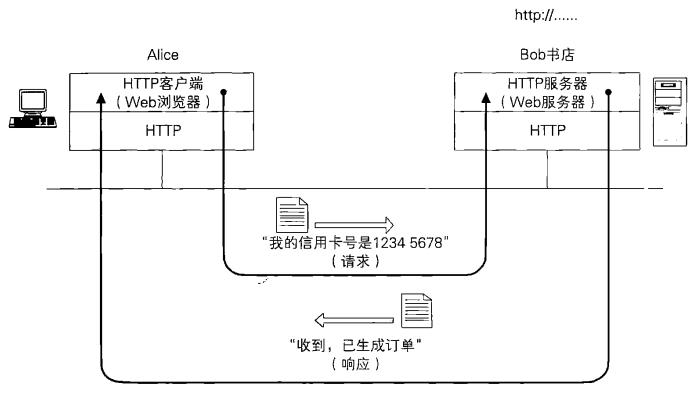 http://......
Alice
Bob书店
HTTP客户端
（Web浏览器）
HTTP
HTTP服务器
（Web服务器）
HTTP
“我的信用卡号是1234 5678”
（请求）
“收到，已生成订单”
（响应）